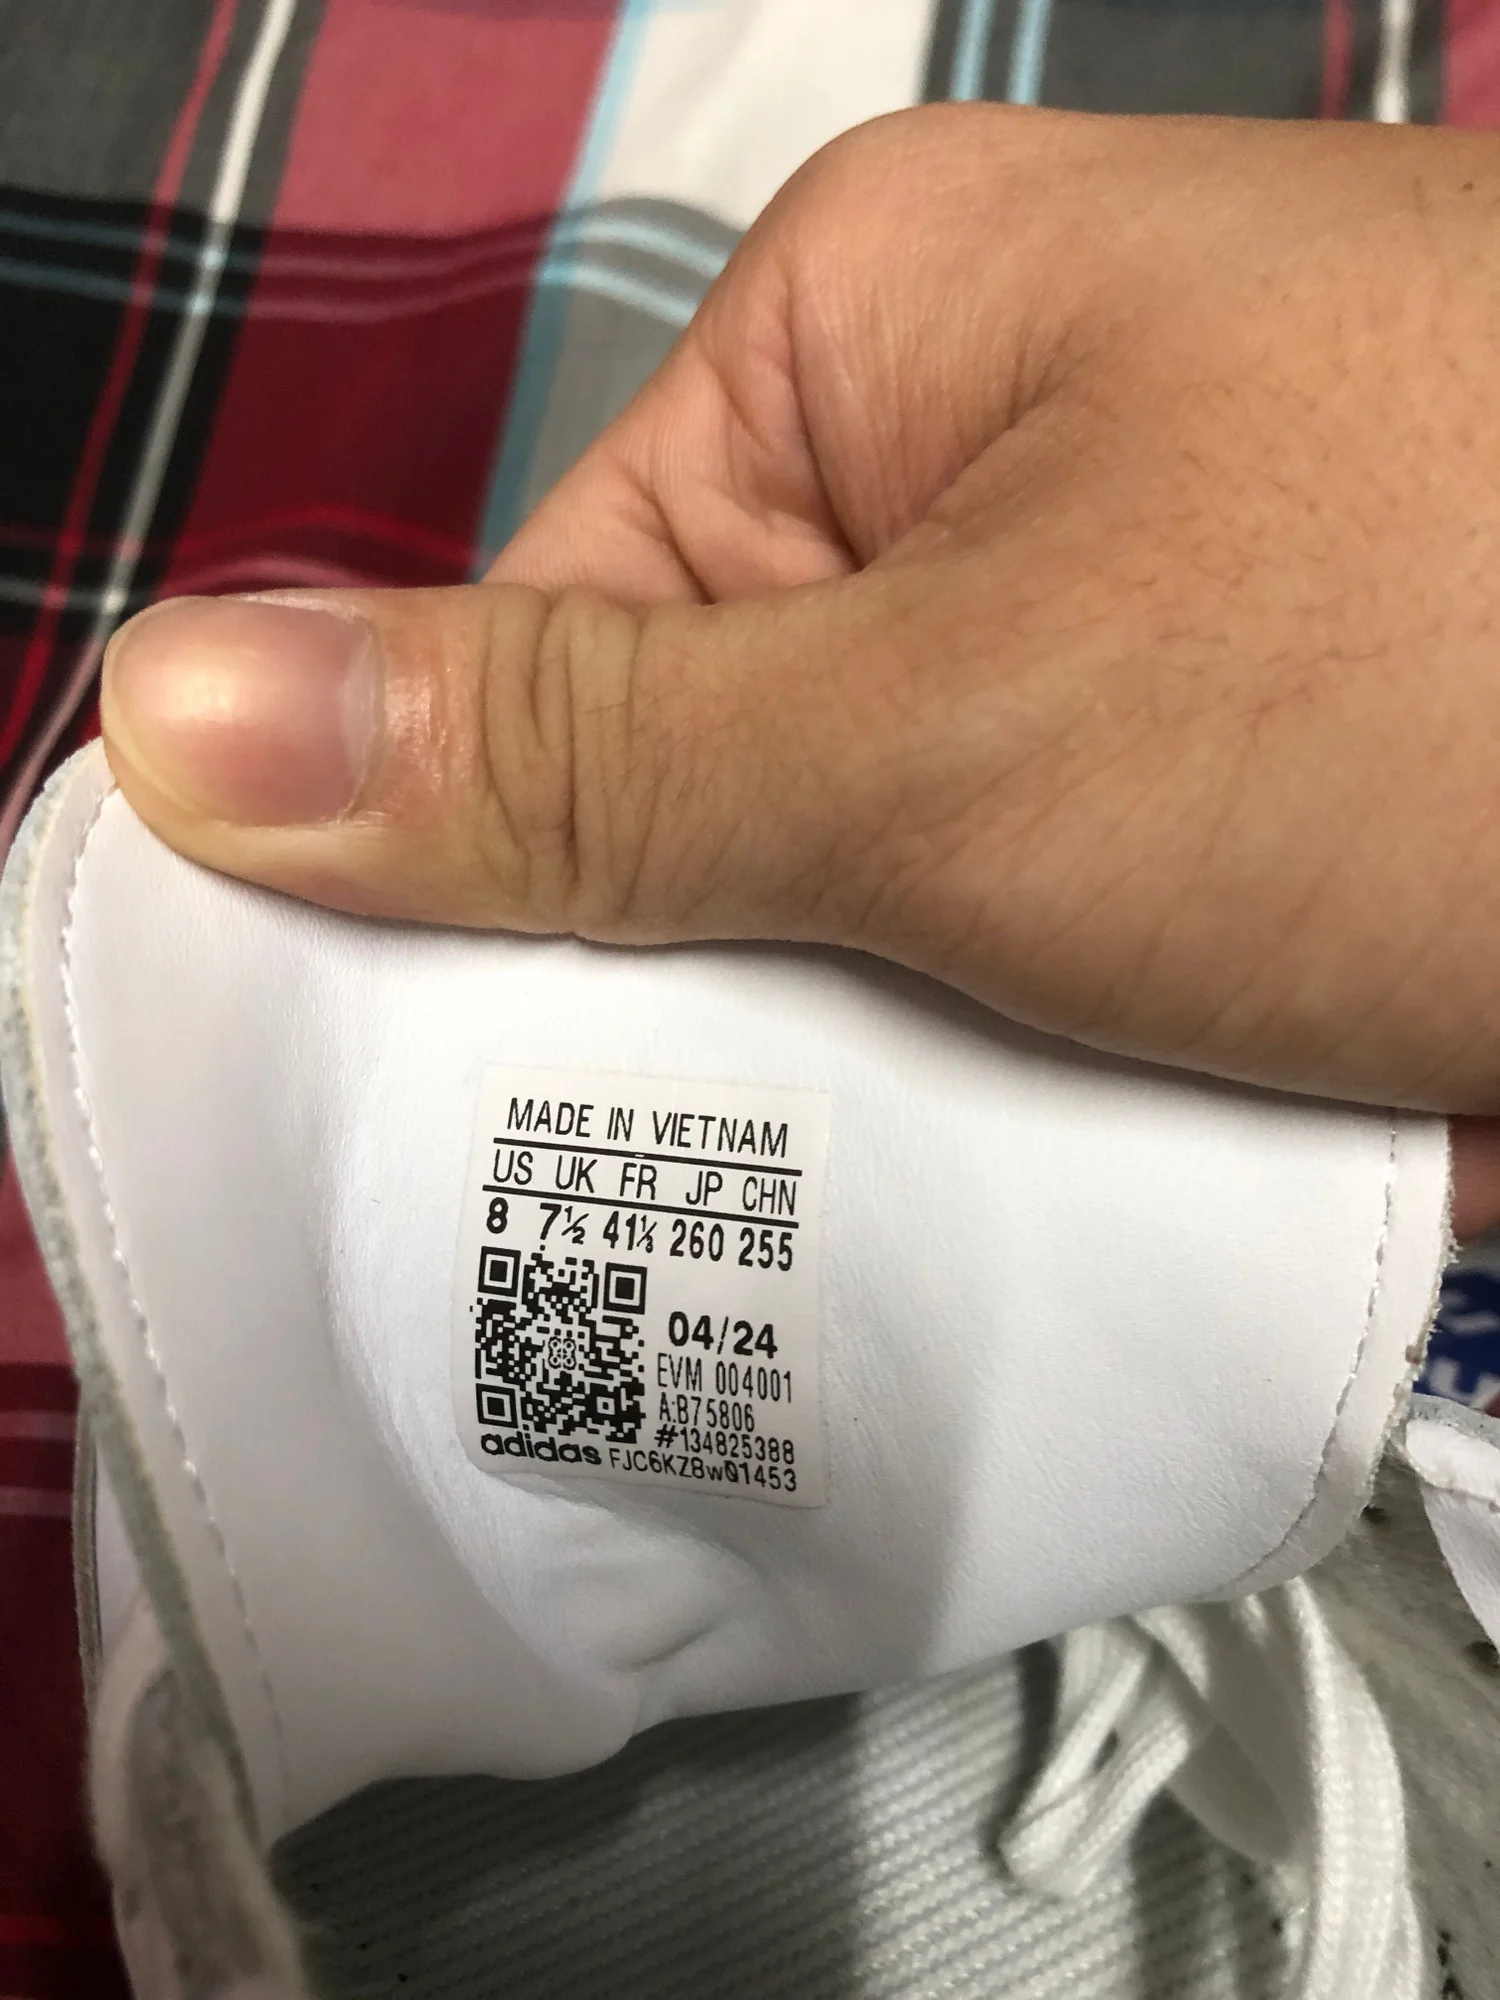 MADE IN VIETNAM
US UK FR JP CHN
8 7½ 41⅓ 260 255
04/24
EVM 004001
A:B75806
#134825388
adidas FJC6KZ8wQ1453